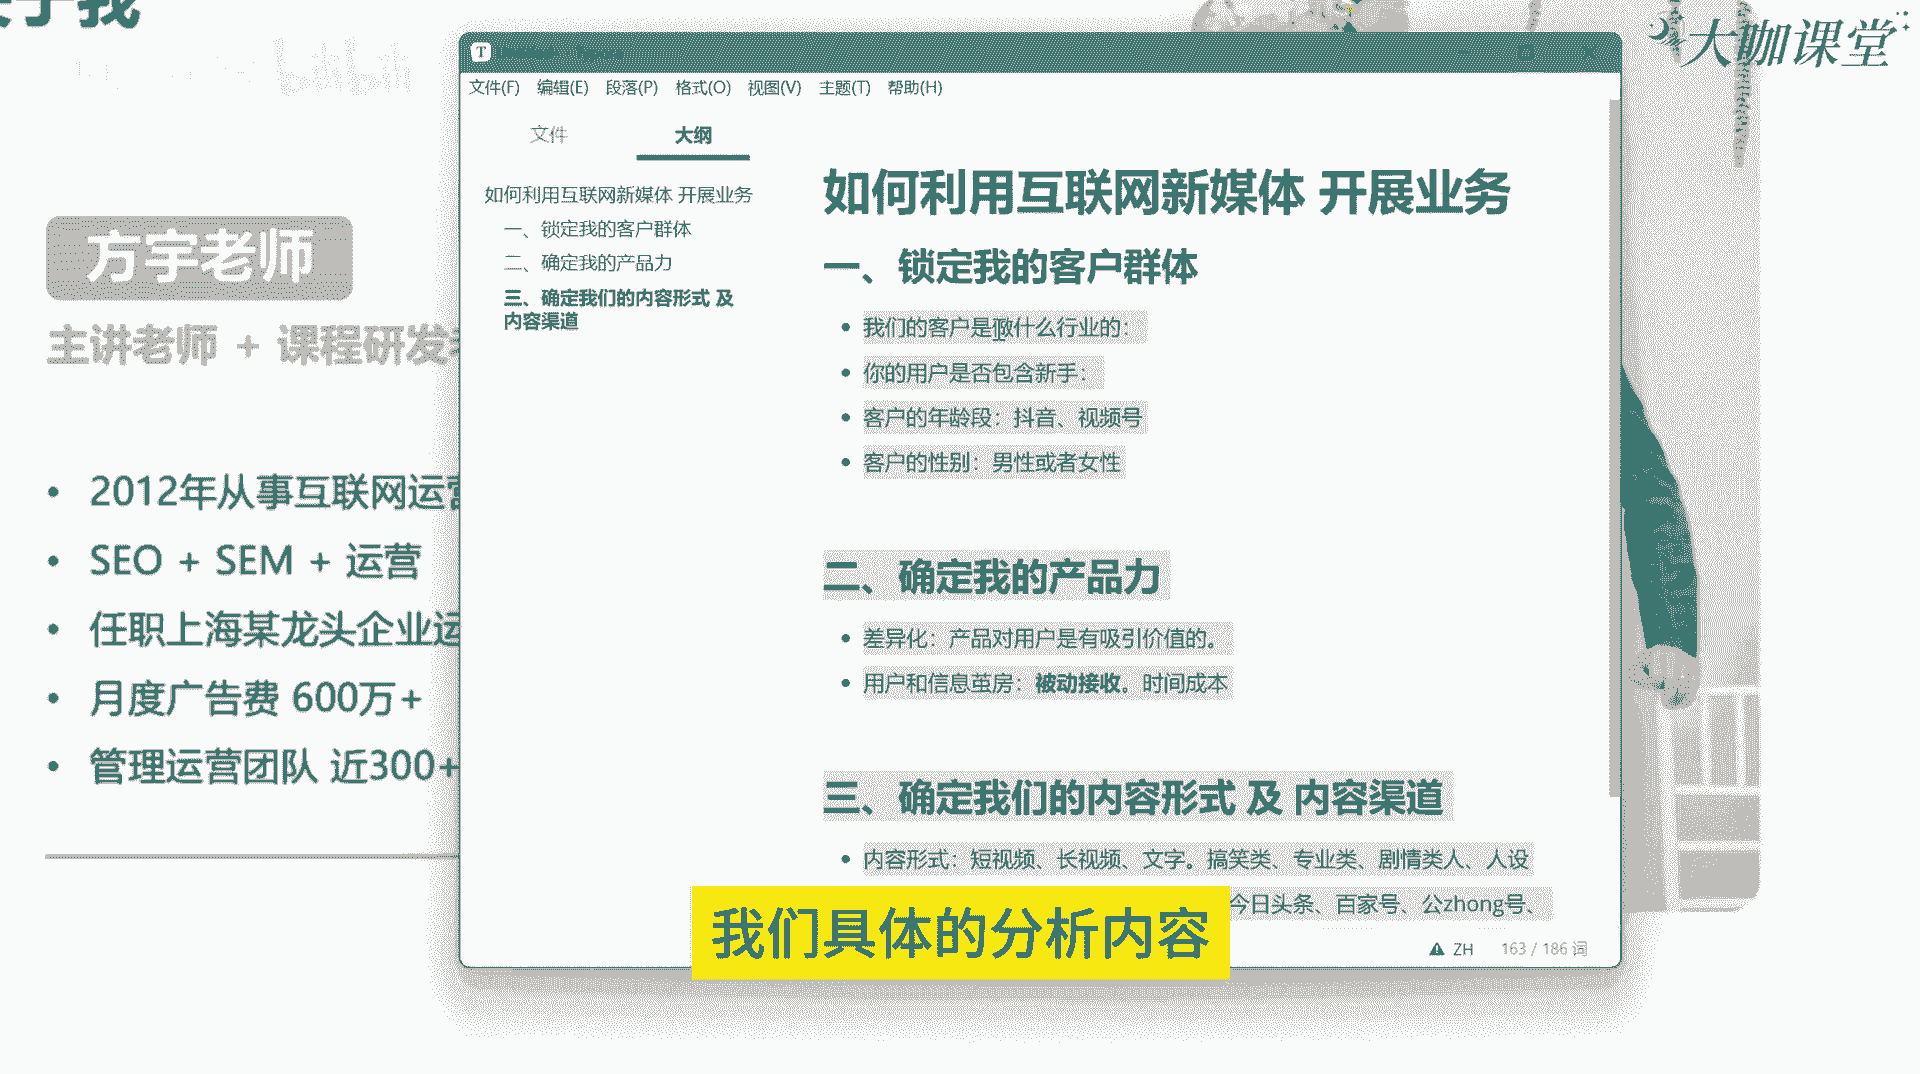 大咖课堂
bilibili
方宇老师
主讲老师 + 课程研发
• 2012年从事互联网运营
• SEO + SEM + 运营
• 任职上海某龙头企业运
• 月度广告费 600万+
• 管理运营团队 近300+
T
文件(F) 编辑(E) 段落(P) 格式(O) 视图(V) 主题(T) 帮助(H)
文件 大纲
如何利用互联网新媒体 开展业务
一、锁定我的客户群体
二、确定我的产品力
三、确定我们的内容形式 及
内容渠道
如何利用互联网新媒体 开展业务
一、锁定我的客户群体
• 我们的客户是做什么行业的：
• 你的用户是否包含新手：
• 客户的年龄段：抖音、视频号
• 客户的性别：男性或者女性
二、确定我的产品力
• 差异化：产品对用户是有吸引价值的。
• 用户和信息茧房：被动接收。时间成本
三、确定我们的内容形式 及 内容渠道
• 内容形式：短视频、长视频、文字。搞笑类、专业类、剧情类人、人设
今日头条、百家号、公zhong号、
我们具体的分析内容
ZH 163 / 186 词